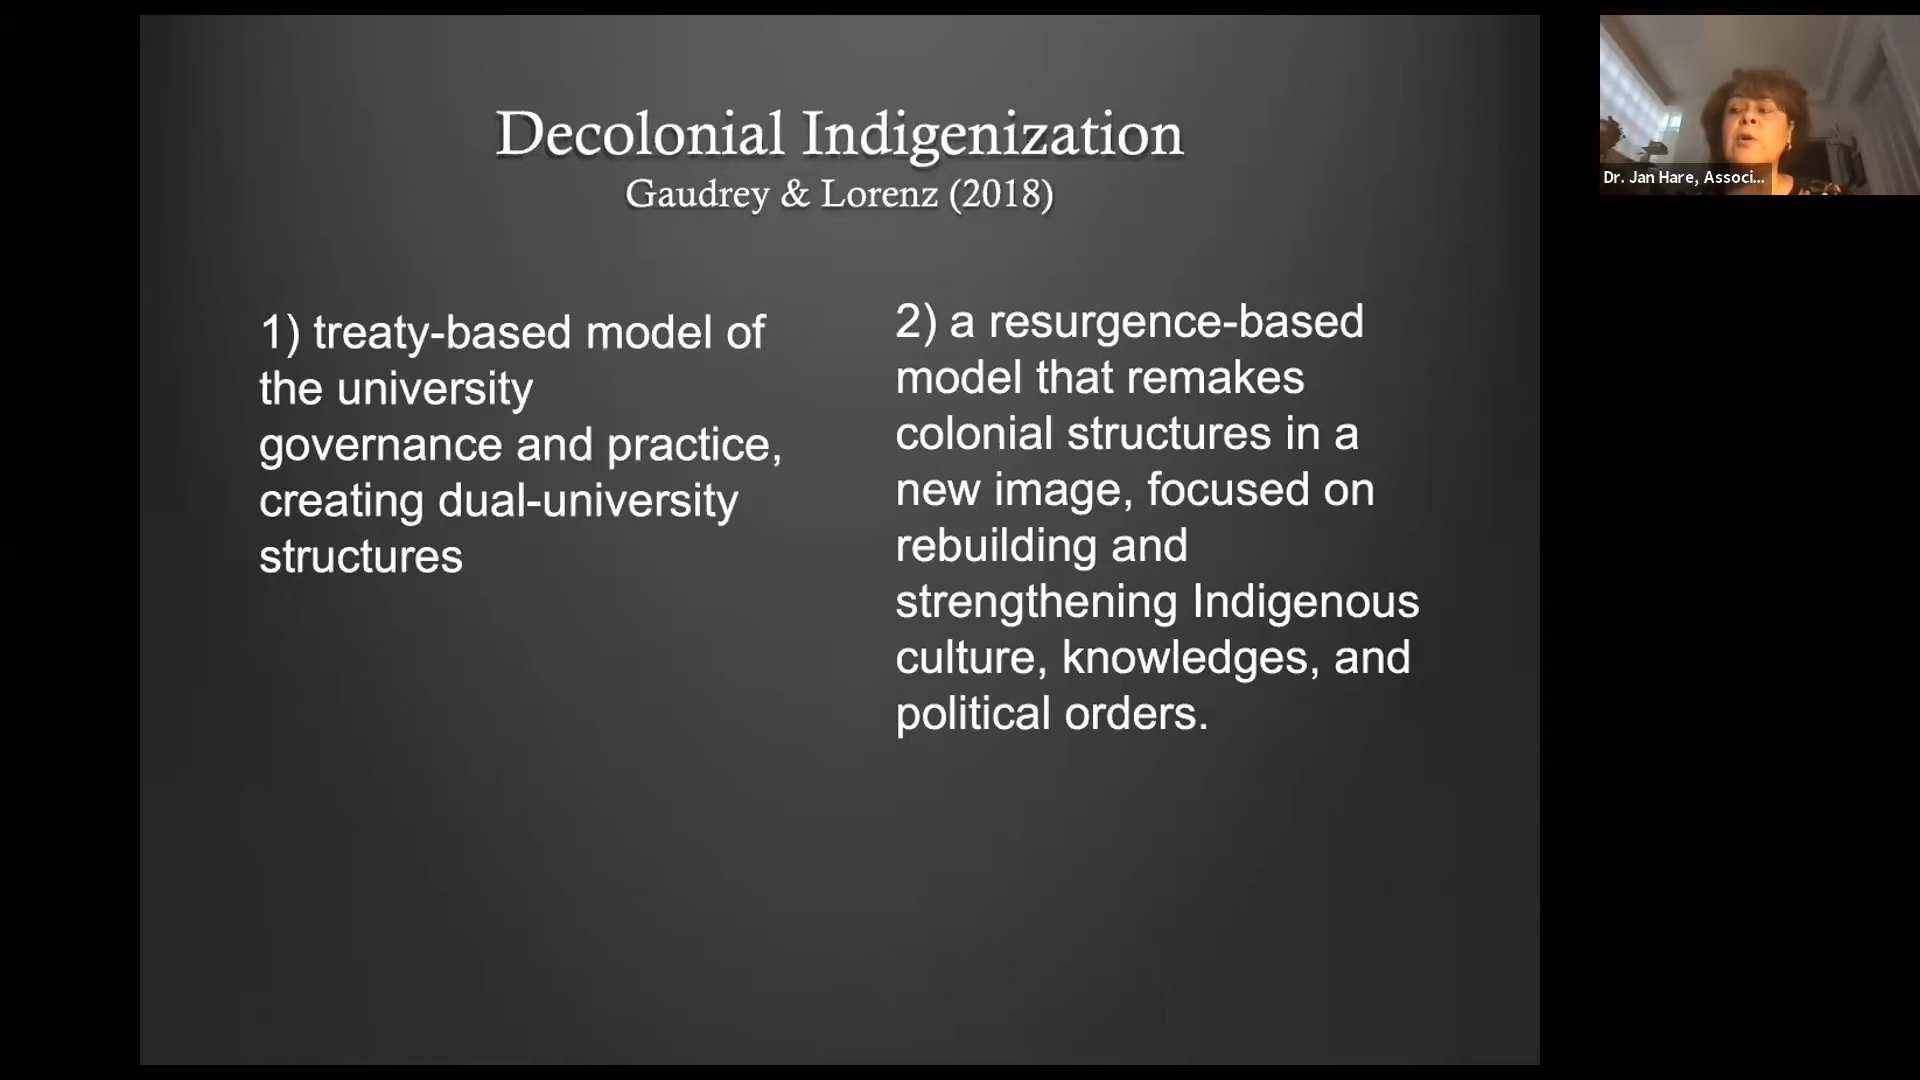 Decolonial Indigenization
Gaudrey & Lorenz (2018)
1) treaty-based model of
the university
governance and practice,
creating dual-university
structures
2) a resurgence-based
model that remakes
colonial structures in a
new image, focused on
rebuilding and
strengthening Indigenous
culture, knowledges, and
political orders.
Dr. Jan Hare, Associ...